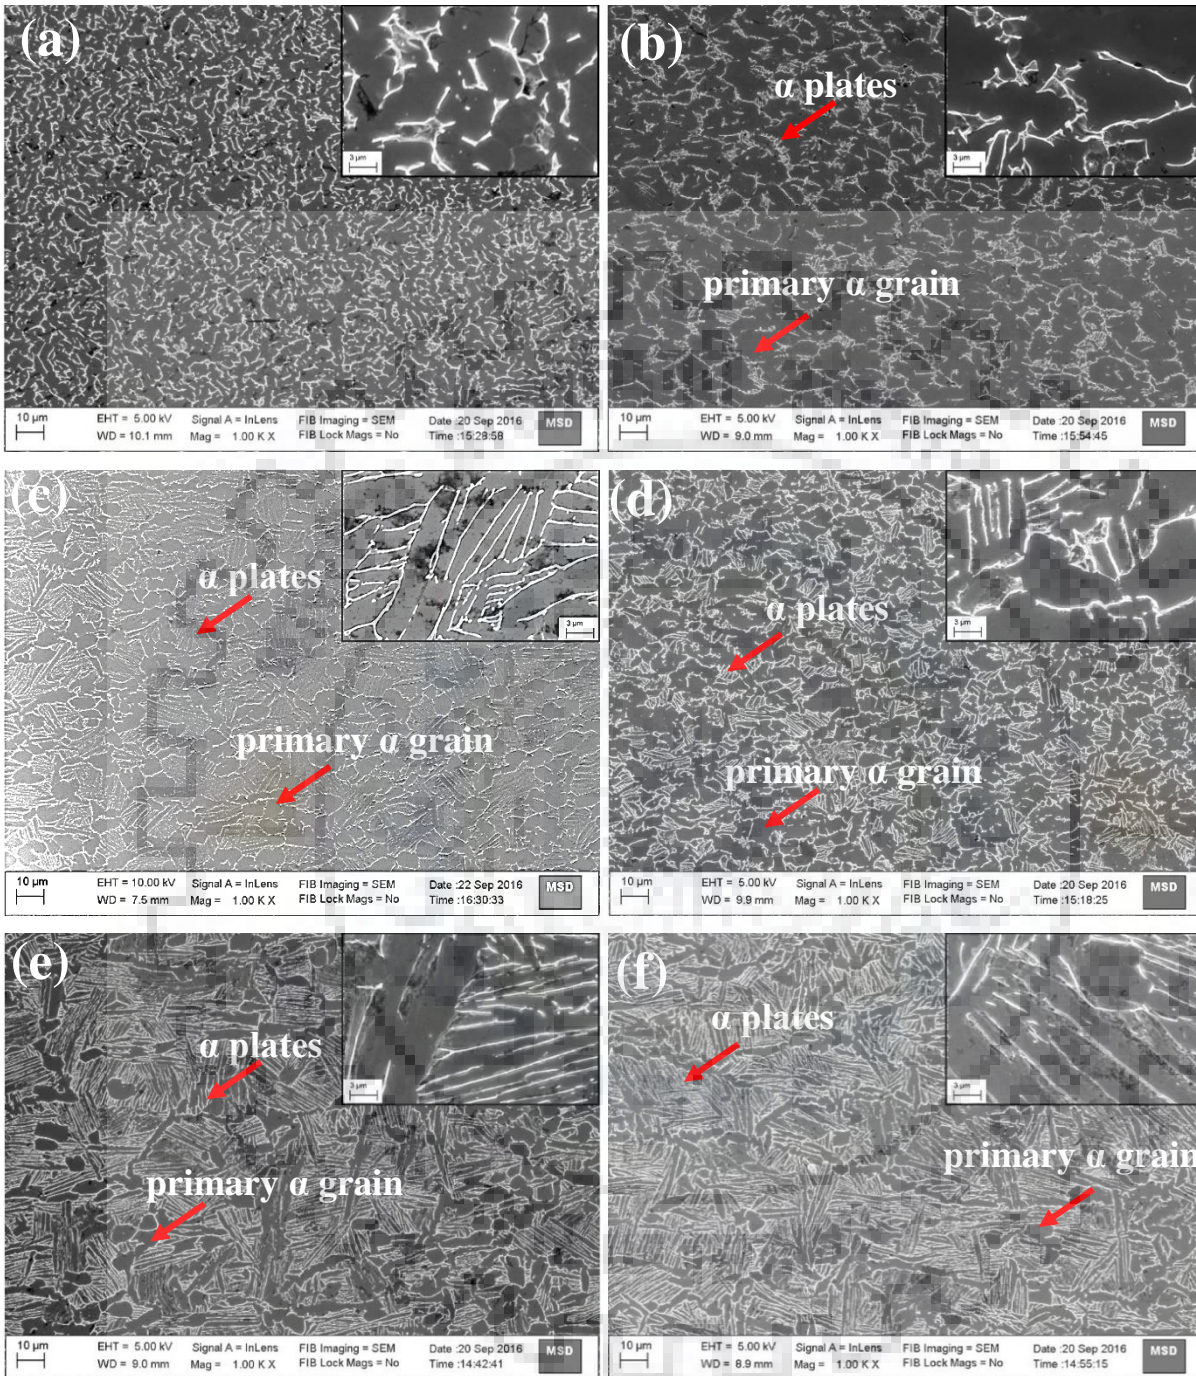 (a)
3 µm
10 µm
EHT = 5.00 kV Signal A = InLens FIB Imaging = SEM Date :20 Sep 2016
WD = 10.1 mm Mag = 1.00 K X FIB Lock Mags = No Time :15:28:58
MSD
(b)
α plates
3 µm
primary α grain
10 µm
EHT = 5.00 kV Signal A = InLens FIB Imaging = SEM Date :20 Sep 2016
WD = 9.0 mm Mag = 1.00 K X FIB Lock Mags = No Time :15:54:45
MSD
(c)
α plates
3 µm
primary α grain
10 µm
EHT = 10.00 kV Signal A = InLens FIB Imaging = SEM Date :22 Sep 2016
WD = 7.5 mm Mag = 1.00 K X FIB Lock Mags = No Time :16:30:33
MSD
(d)
α plates
3 µm
primary α grain
10 µm
EHT = 5.00 kV Signal A = InLens FIB Imaging = SEM Date :20 Sep 2016
WD = 9.9 mm Mag = 1.00 K X FIB Lock Mags = No Time :15:18:25
MSD
(e)
α plates
3 µm
primary α grain
10 µm
EHT = 5.00 kV Signal A = InLens FIB Imaging = SEM Date :20 Sep 2016
WD = 9.0 mm Mag = 1.00 K X FIB Lock Mags = No Time :14:42:41
MSD
(f)
α plates
3 µm
primary α grain
10 µm
EHT = 5.00 kV Signal A = InLens FIB Imaging = SEM Date :20 Sep 2016
WD = 8.9 mm Mag = 1.00 K X FIB Lock Mags = No Time :14:55:15
MSD